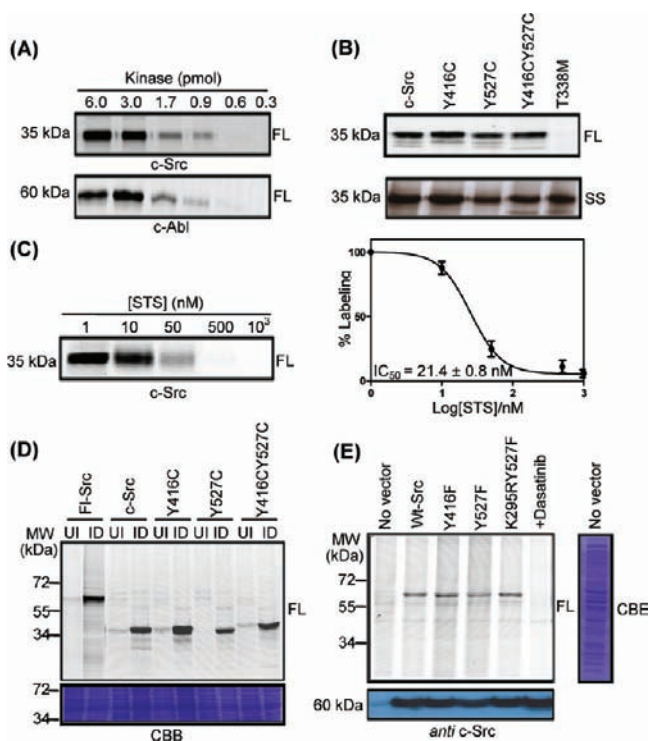 (A)
Kinase (pmol)
6.0 3.0 1.7 0.9 0.6 0.3
35 kDa FL
c-Src
60 kDa FL
c-Abl
(B)
c-Src Y416C Y527C Y416CY527C T338M
35 kDa FL
35 kDa SS
(C)
[STS] (nM)
1 10 50 500 10³
35 kDa FL
c-Src
% Labeling
100
50
0
IC50 = 21.4 ± 0.8 nM
0 1 2 3
Log[STS]/nM
(D)
Fl-Src c-Src Y416C Y527C Y416CY527C
MW (kDa)
UI ID UI ID UI ID UI ID UI ID
72
55
34
FL
72
34
CBB
(E)
No vector Wt-Src Y416F Y527F K295RY527F +Dasatinib No vector
MW
(kDa)
72
55
34
FL
CBB
60 kDa
anti c-Src